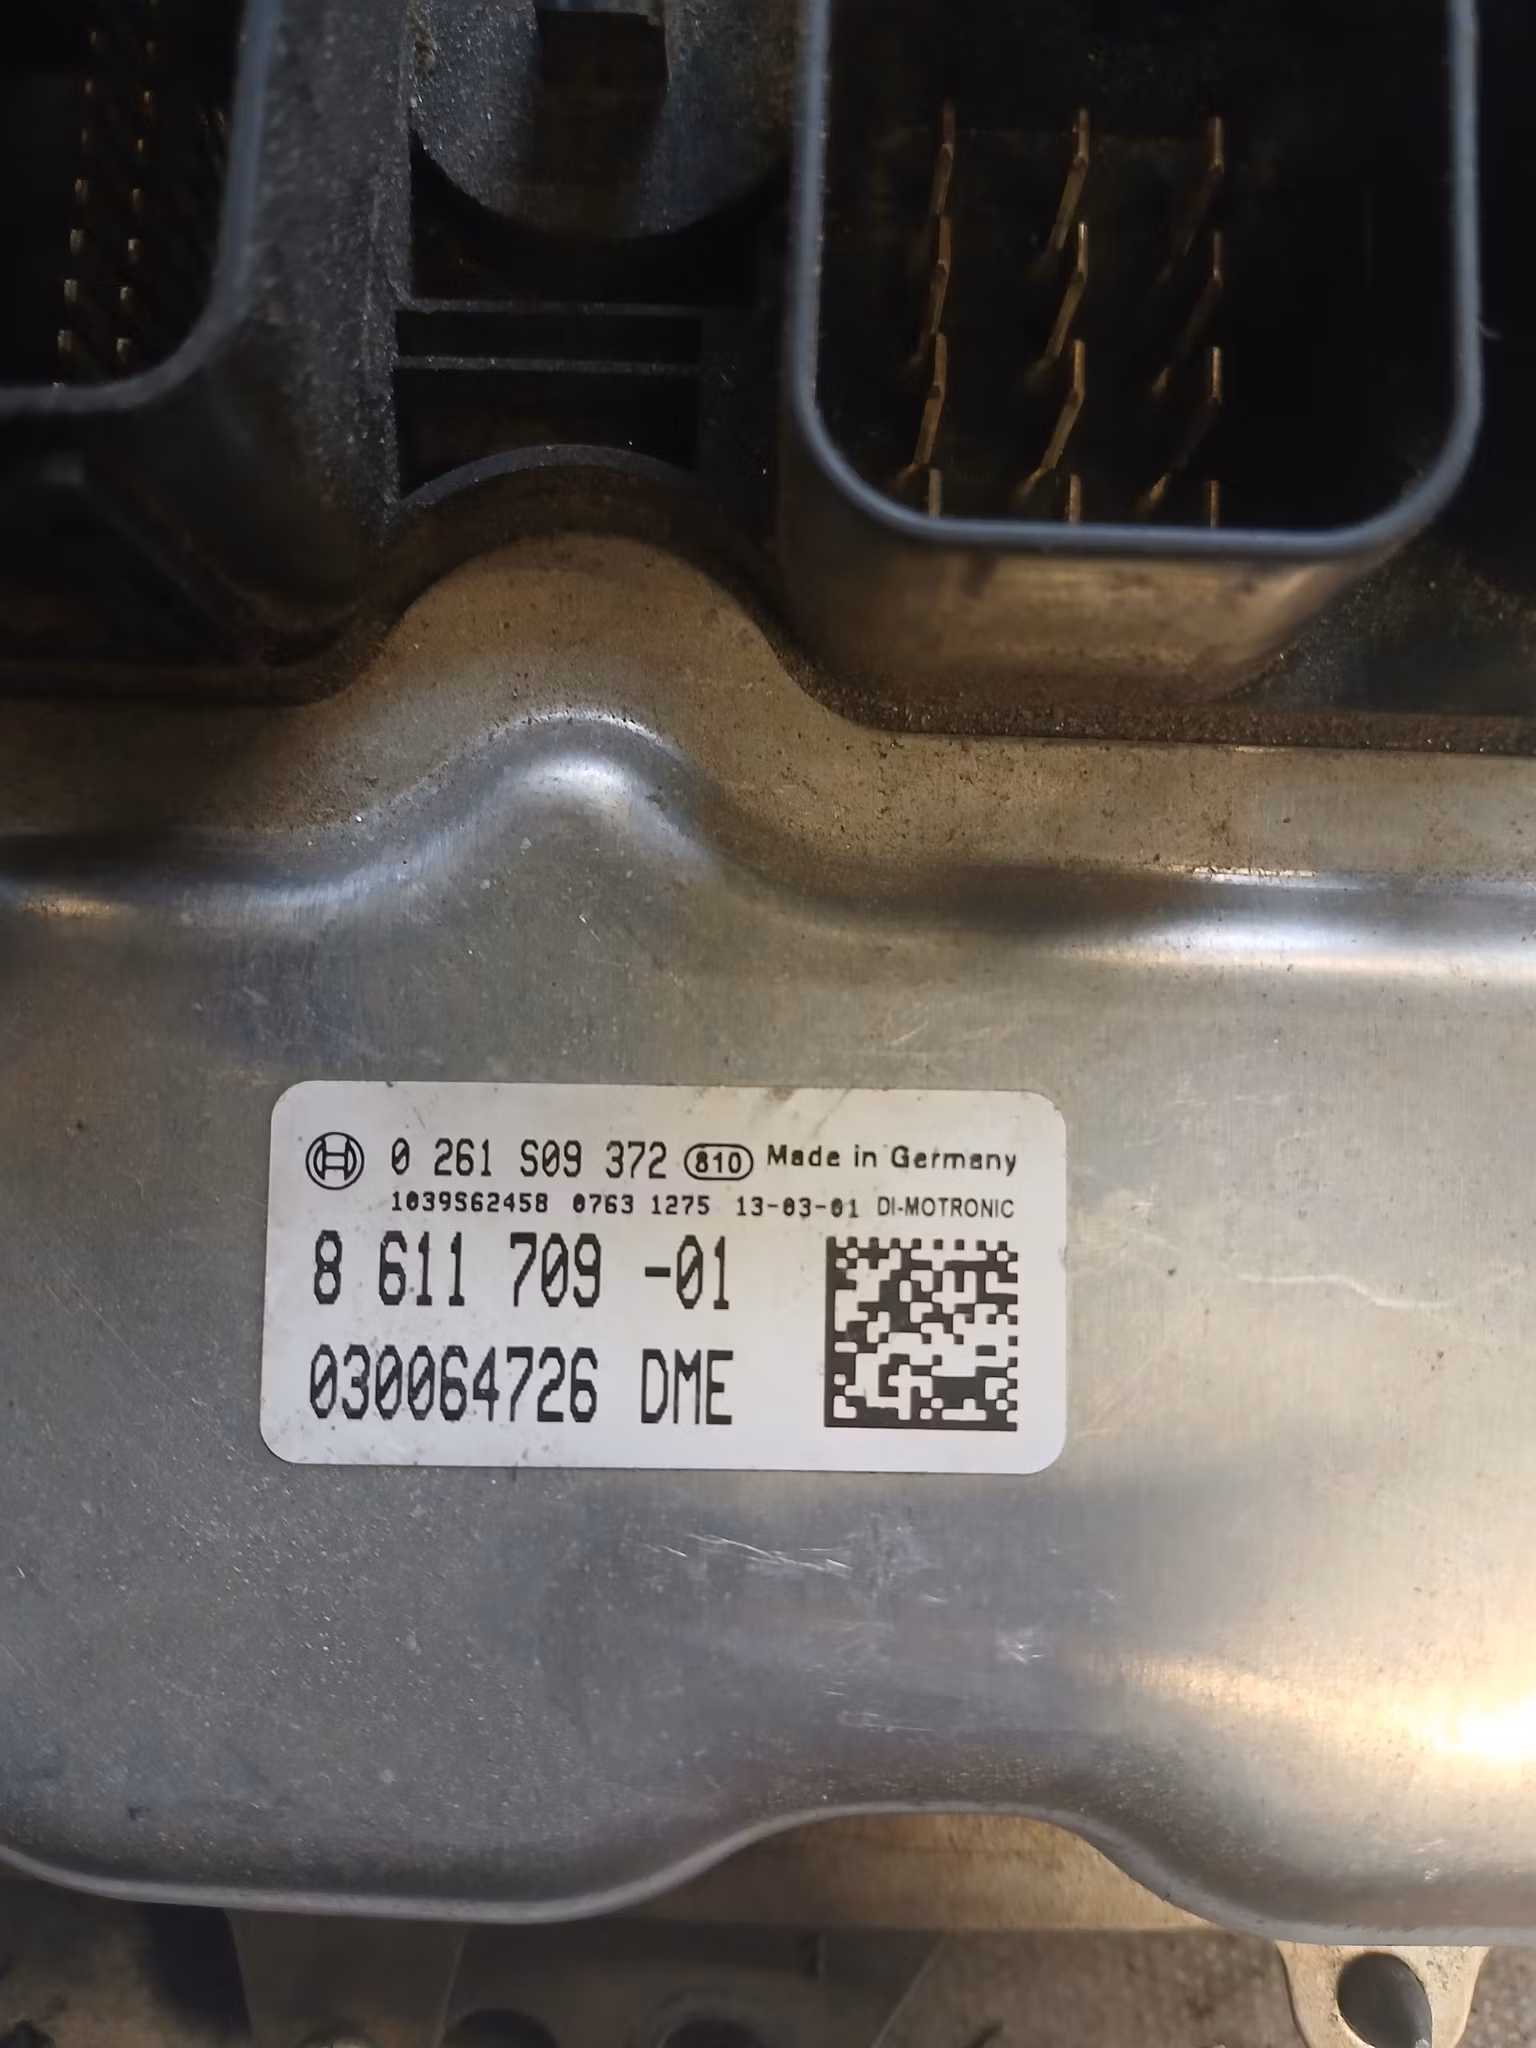 0 261 S09 372 810 Made in Germany
1039S62458 0763 1275 13-03-01 DI-MOTRONIC
8 611 709 -01
030064726 DME